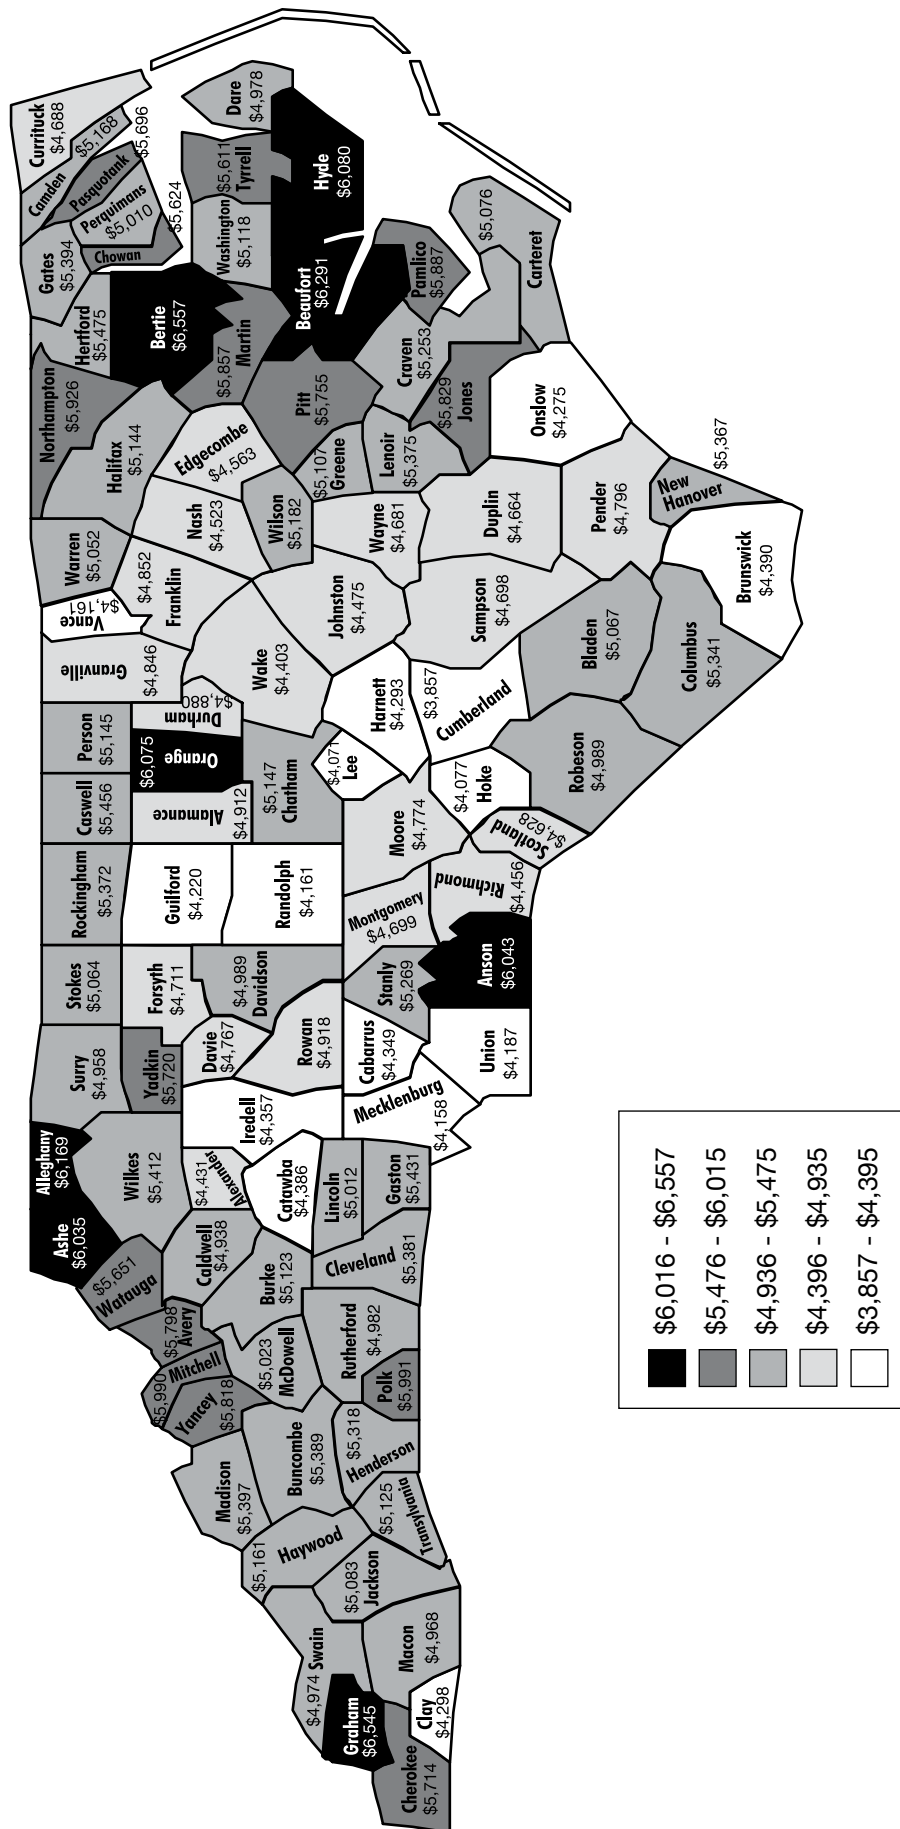 Cherokee
$5,714
Graham
$6,545
Clay
$4,298
$4,974
Swain
Macon
$4,968
$5,083
Jackson
$5,161
Haywood
$5,125
Transylvania
Madison
$5,397
Buncombe
$5,389
$5,318
Henderson
Yancey
$5,818
$5,990
Mitchell
$5,798
Avery
$5,023
McDowell
Polk
$5,991
Rutherford
$4,982
$5,651
Watauga
Ashe
$6,035
Alleghany
$6,169
Wilkes
$5,412
Caldwell
$4,938
Burke
$5,123
Cleveland
$5,381
$4,431
Alexander
Catawba
$4,386
Lincoln
$5,012
Gaston
$5,431
Surry
$4,958
Yadkin
$5,720
Iredell
$4,357
Mecklenburg
$4,158
Stokes
$5,064
Forsyth
$4,711
Davie
$4,767
$4,989
Davidson
Rowan
$4,918
Cabarrus
$4,349
Stanly
$5,269
Union
$4,187
Anson
$6,043
Rockingham
$5,372
Guilford
$4,220
Randolph
$4,161
Montgomery
$4,699
Richmond
$4,456
Caswell
$5,456
Alamance
$4,912
$5,147
Chatham
Moore
$4,774
Scotland
$4,628
Person
$5,145
$6,075
Orange
Durham
$4,880
$4,071
Lee
$4,077
Hoke
Harnett
$4,293
$3,857
Cumberland
Robeson
$4,989
Granville
$4,846
Vance
$4,161
Wake
$4,403
Warren
$5,052
$4,852
Franklin
Johnston
$4,475
Sampson
$4,698
Bladen
$5,067
Columbus
$5,341
Brunswick
$4,390
Northampton
$5,926
Halifax
$5,144
Nash
$4,523
Edgecombe
$4,563
Wilson
$5,182
Wayne
$4,681
Duplin
$4,664
Pender
$4,796
New
Hanover
$5,367
$5,107
Greene
Lenoir
$5,375
Onslow
$4,275
Hertford
$5,475
Bertie
$6,557
$5,857
Martin
Pitt
$5,755
Craven
$5,253
$5,829
Jones
Gates
$5,394
Chowan
$5,624
Perquimans
$5,010
Pasquotank
$5,696
Camden
$5,168
Currituck
$4,688
Washington
$5,118
$5,611
Tyrrell
Dare
$4,978
Beaufort
$6,291
Hyde
$6,080
Pamlico
$5,887
$5,076
Carteret
$6,016 - $6,557
$5,476 - $6,015
$4,936 - $5,475
$4,396 - $4,935
$3,857 - $4,395